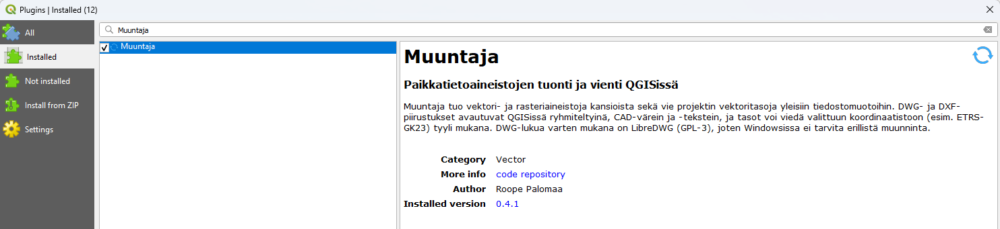 Plugins | Installed (12)
All
Muuntaja
Installed
Not installed
Install from ZIP
Settings
Muuntaja
Muuntaja
Paikkatietoaineistojen tuonti ja vienti QGISissä
Muuntaja tuo vektori- ja rasteriaineistoja kansioista sekä vie projektin vektoritasoja yleisiin tiedostomuotoihin. DWG- ja DXF-
piirustukset avautuvat QGISissä ryhmiteltyinä, CAD-värein ja -tekstein, ja tasot voi viedä valittuun koordinaatistoon (esim. ETRS-
GK23) tyyli mukana. DWG-lukua varten mukana on LibreDWG (GPL-3), joten Windowsissa ei tarvita erillistä muunninta.
Category Vector
More info code repository
Author Roope Palomaa
Installed version 0.4.1